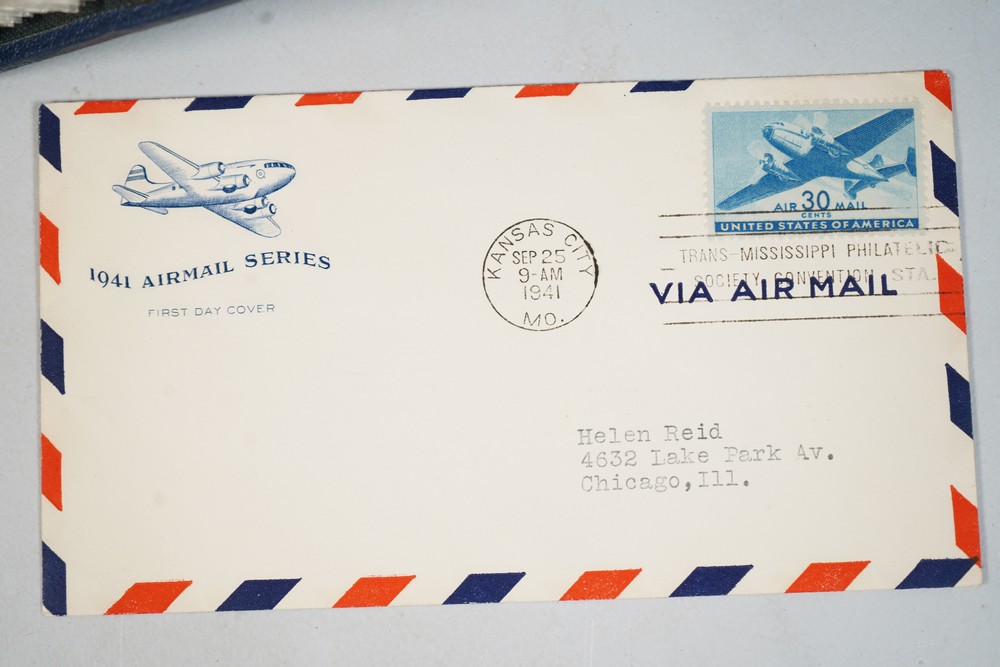 1941 AIRMAIL SERIES
FIRST DAY COVER
AIR 30 MAIL
CENTS
UNITED STATES OF AMERICA
KANSAS CITY
SEP 25
9-AM
1941
MO.
TRANS-MISSISSIPPI PHILATELIC
SOCIETY CONVENTION STA.
VIA AIR MAIL
Helen Reid
4632 Lake Park Av.
Chicago,Ill.